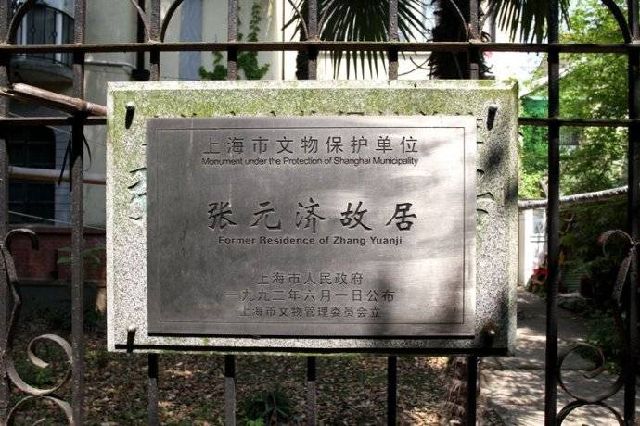 上海市文物保护单位
Monument under the Protection of Shanghai Municipality
张元济故居
Former Residence of Zhang Yuanji
上海市人民政府
一九九二年六月一日公布
上海市文物管理委员会立